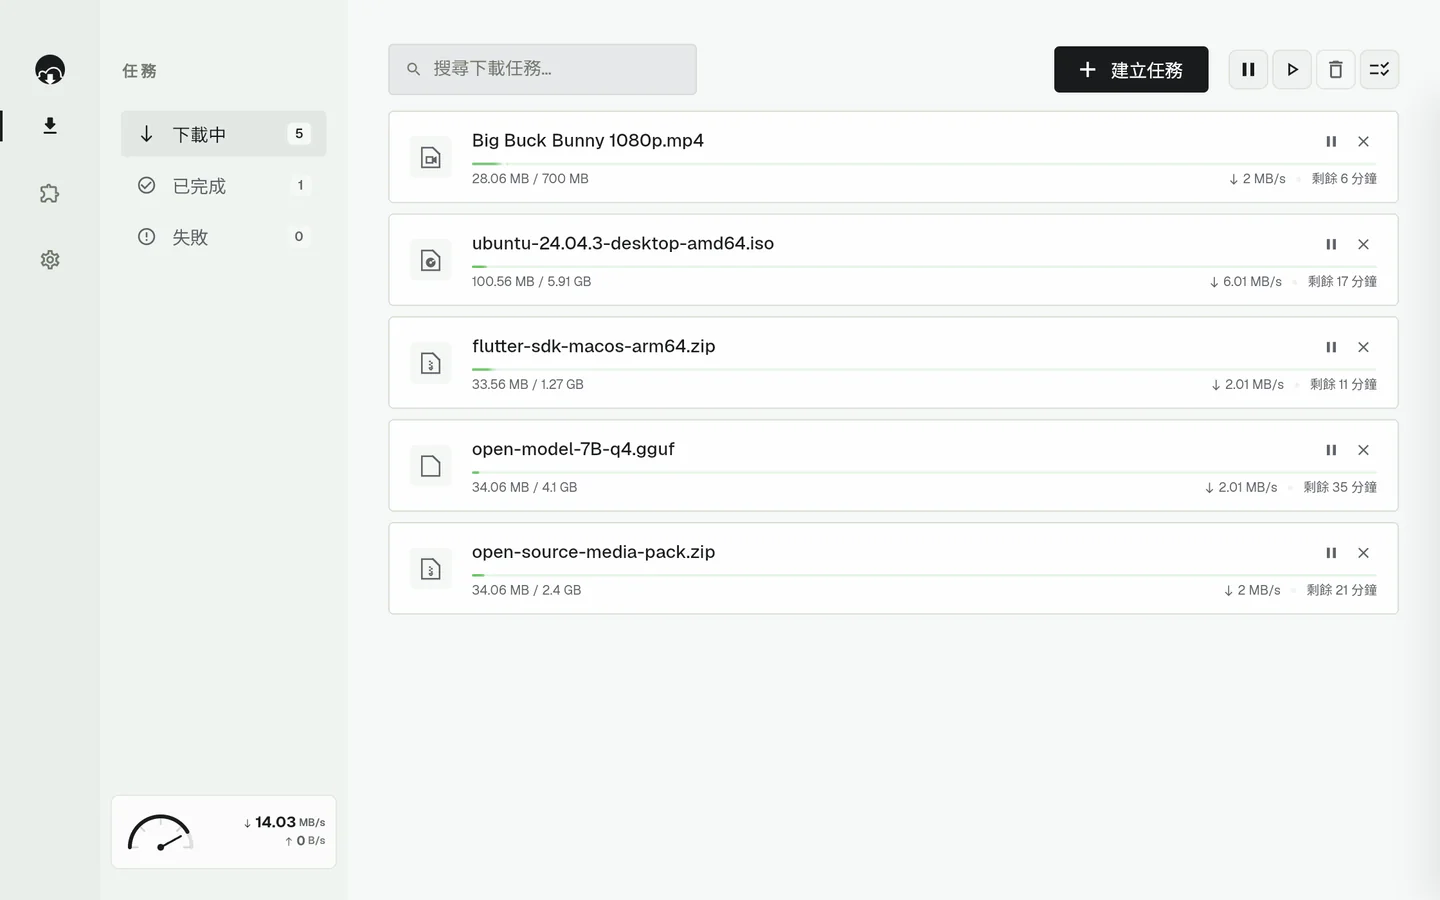 任務
下載中 5
已完成 1
失敗 0
↓ 14.03 MB/s
↑ 0 B/s
搜尋下載任務...
+ 建立任務
Big Buck Bunny 1080p.mp4
28.06 MB / 700 MB ↓ 2 MB/s 剩餘 6 分鐘
ubuntu-24.04.3-desktop-amd64.iso
100.56 MB / 5.91 GB ↓ 6.01 MB/s 剩餘 17 分鐘
flutter-sdk-macos-arm64.zip
33.56 MB / 1.27 GB ↓ 2.01 MB/s 剩餘 11 分鐘
open-model-7B-q4.gguf
34.06 MB / 4.1 GB ↓ 2.01 MB/s 剩餘 35 分鐘
open-source-media-pack.zip
34.06 MB / 2.4 GB ↓ 2 MB/s 剩餘 21 分鐘